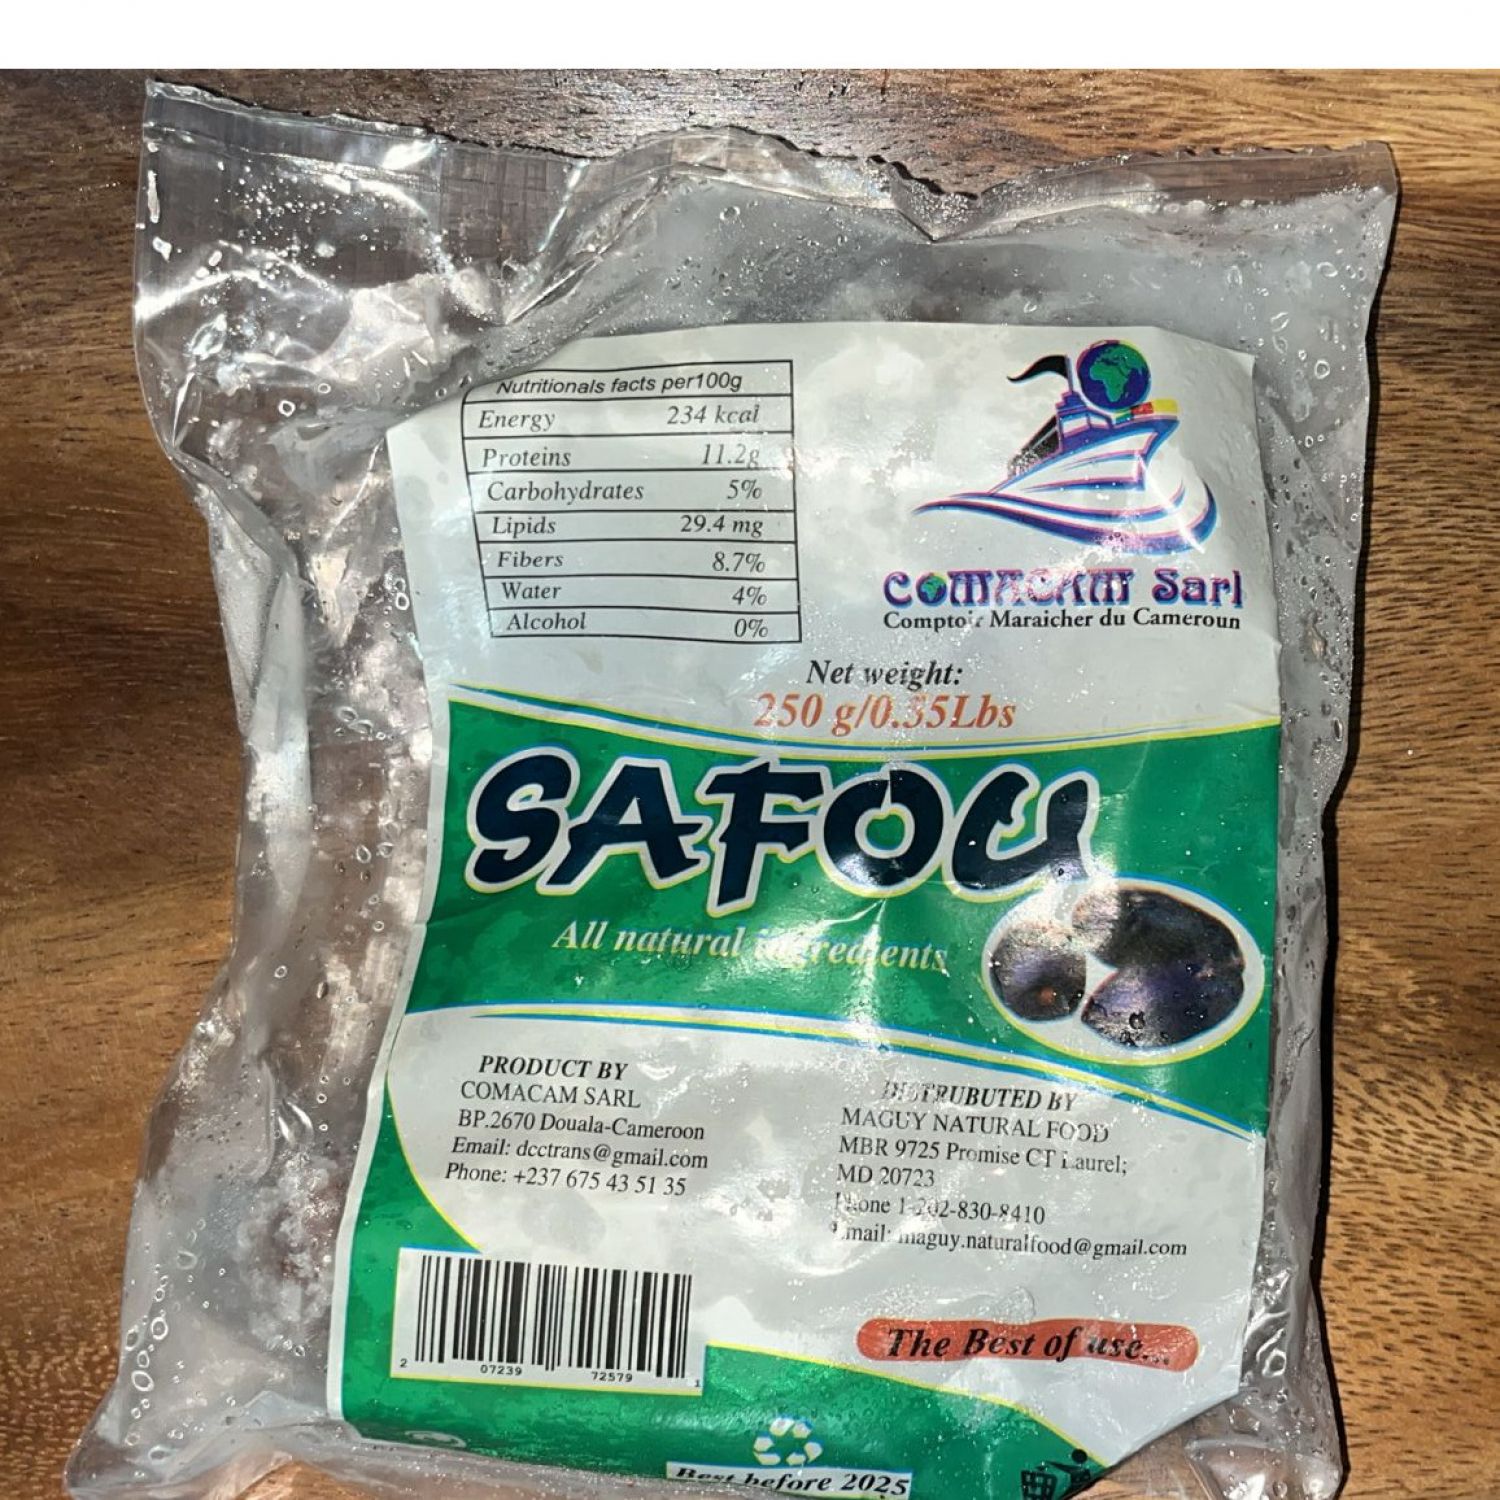 Nutritionals facts per100g
Energy 234 kcal
Proteins 11.2g
Carbohydrates 5%
Lipids 29.4 mg
Fibers 8.7%
Water 4%
Alcohol 0%
COMACAM Sarl
Comptoir Maraicher du Cameroun
Net weight:
250 g/0.35Lbs
SAFOU
All natural ingredients
PRODUCT BY
COMACAM SARL
BP.2670 Douala-Cameroon
Email: dcctrans@gmail.com
Phone: +237 675 43 51 35
DISTRUBUTED BY
MAGUY NATURAL FOOD
MBR 9725 Promise CT Laurel;
MD 20723
Phone 1-202-830-8410
Email: maguy.naturalfood@gmail.com
2 07239 72579 1
The Best of use...
Best before 2025